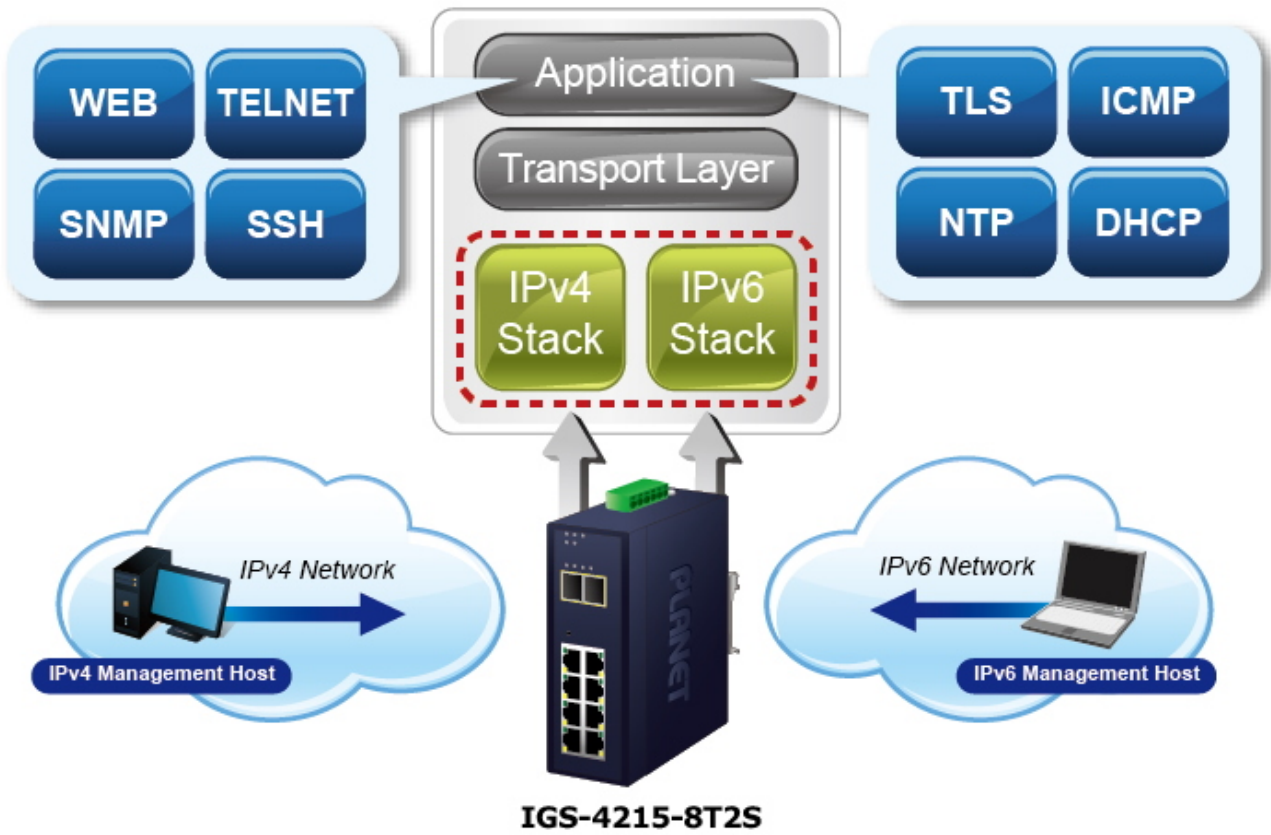 WEB
TELNET
SNMP
SSH
Application
Transport Layer
IPv4
Stack
IPv6
Stack
TLS
ICMP
NTP
DHCP
IPv4 Network
IPv4 Management Host
PLANET
IPv6 Network
IPv6 Management Host
IGS-4215-8T2S